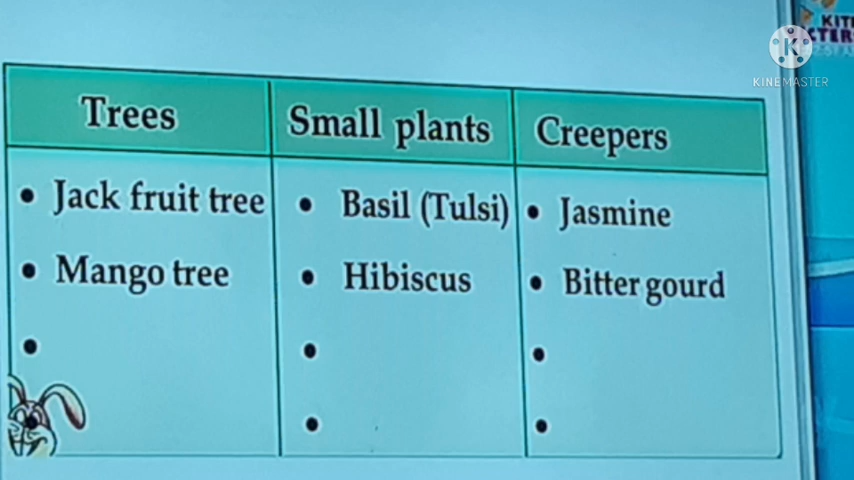 KINEMASTER
Trees Small plants Creepers
• Jack fruit tree • Basil (Tulsi) • Jasmine
• Mango tree • Hibiscus • Bitter gourd
• • •
• • •